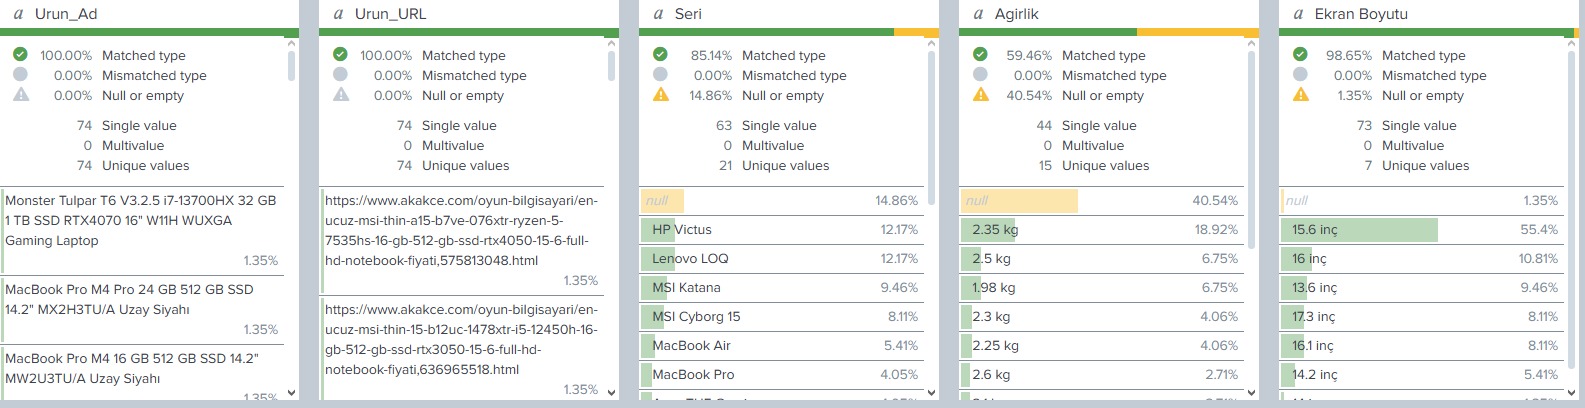 a Urun_Ad
100.00% Matched type
0.00% Mismatched type
0.00% Null or empty
74 Single value
0 Multivalue
74 Unique values
Monster Tulpar T6 V3.2.5 i7-13700HX 32 GB
1 TB SSD RTX4070 16" W11H WUXGA
Gaming Laptop
1.35%
MacBook Pro M4 Pro 24 GB 512 GB SSD
14.2" MX2H3TU/A Uzay Siyahı
1.35%
MacBook Pro M4 16 GB 512 GB SSD 14.2"
MW2U3TU/A Uzay Siyahı
1.35%
a Urun_URL
100.00% Matched type
0.00% Mismatched type
0.00% Null or empty
74 Single value
0 Multivalue
74 Unique values
https://www.akakce.com/oyun-bilgisayari/en-
ucuz-msi-thin-a15-b7ve-076xtr-ryzen-5-
7535hs-16-gb-512-gb-ssd-rtx4050-15-6-full-
hd-notebook-fiyati,575813048.html
1.35%
https://www.akakce.com/oyun-bilgisayari/en-
ucuz-msi-thin-15-b12uc-1478xtr-i5-12450h-16-
gb-512-gb-ssd-rtx3050-15-6-full-hd-
notebook-fiyati,636965518.html
1.35%
a Seri
85.14% Matched type
0.00% Mismatched type
14.86% Null or empty
63 Single value
0 Multivalue
21 Unique values
null 14.86%
HP Victus 12.17%
Lenovo LOQ 12.17%
MSI Katana 9.46%
MSI Cyborg 15 8.11%
MacBook Air 5.41%
MacBook Pro 4.05%
a Agirlik
59.46% Matched type
0.00% Mismatched type
40.54% Null or empty
44 Single value
0 Multivalue
15 Unique values
null 40.54%
2.35 kg 18.92%
2.5 kg 6.75%
1.98 kg 6.75%
2.3 kg 4.06%
2.25 kg 4.06%
2.6 kg 2.71%
a Ekran Boyutu
98.65% Matched type
0.00% Mismatched type
1.35% Null or empty
73 Single value
0 Multivalue
7 Unique values
null 1.35%
15.6 inç 55.4%
16 inç 10.81%
13.6 inç 9.46%
17.3 inç 8.11%
16.1 inç 8.11%
14.2 inç 5.41%